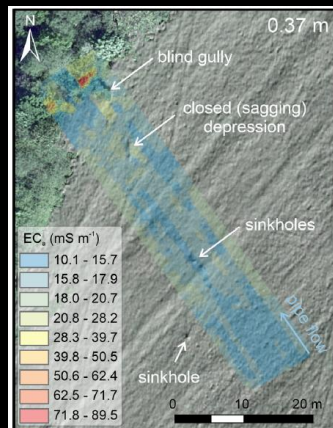 0.37 m
N
blind gully
closed (sagging)
depression
sinkholes
pipe flow
sinkhole
ECa (mS m⁻¹)
10.1 - 15.7
15.8 - 17.9
18.0 - 20.7
20.8 - 28.2
28.3 - 39.7
39.8 - 50.5
50.6 - 62.4
62.5 - 71.7
71.8 - 89.5
0 10 20 m